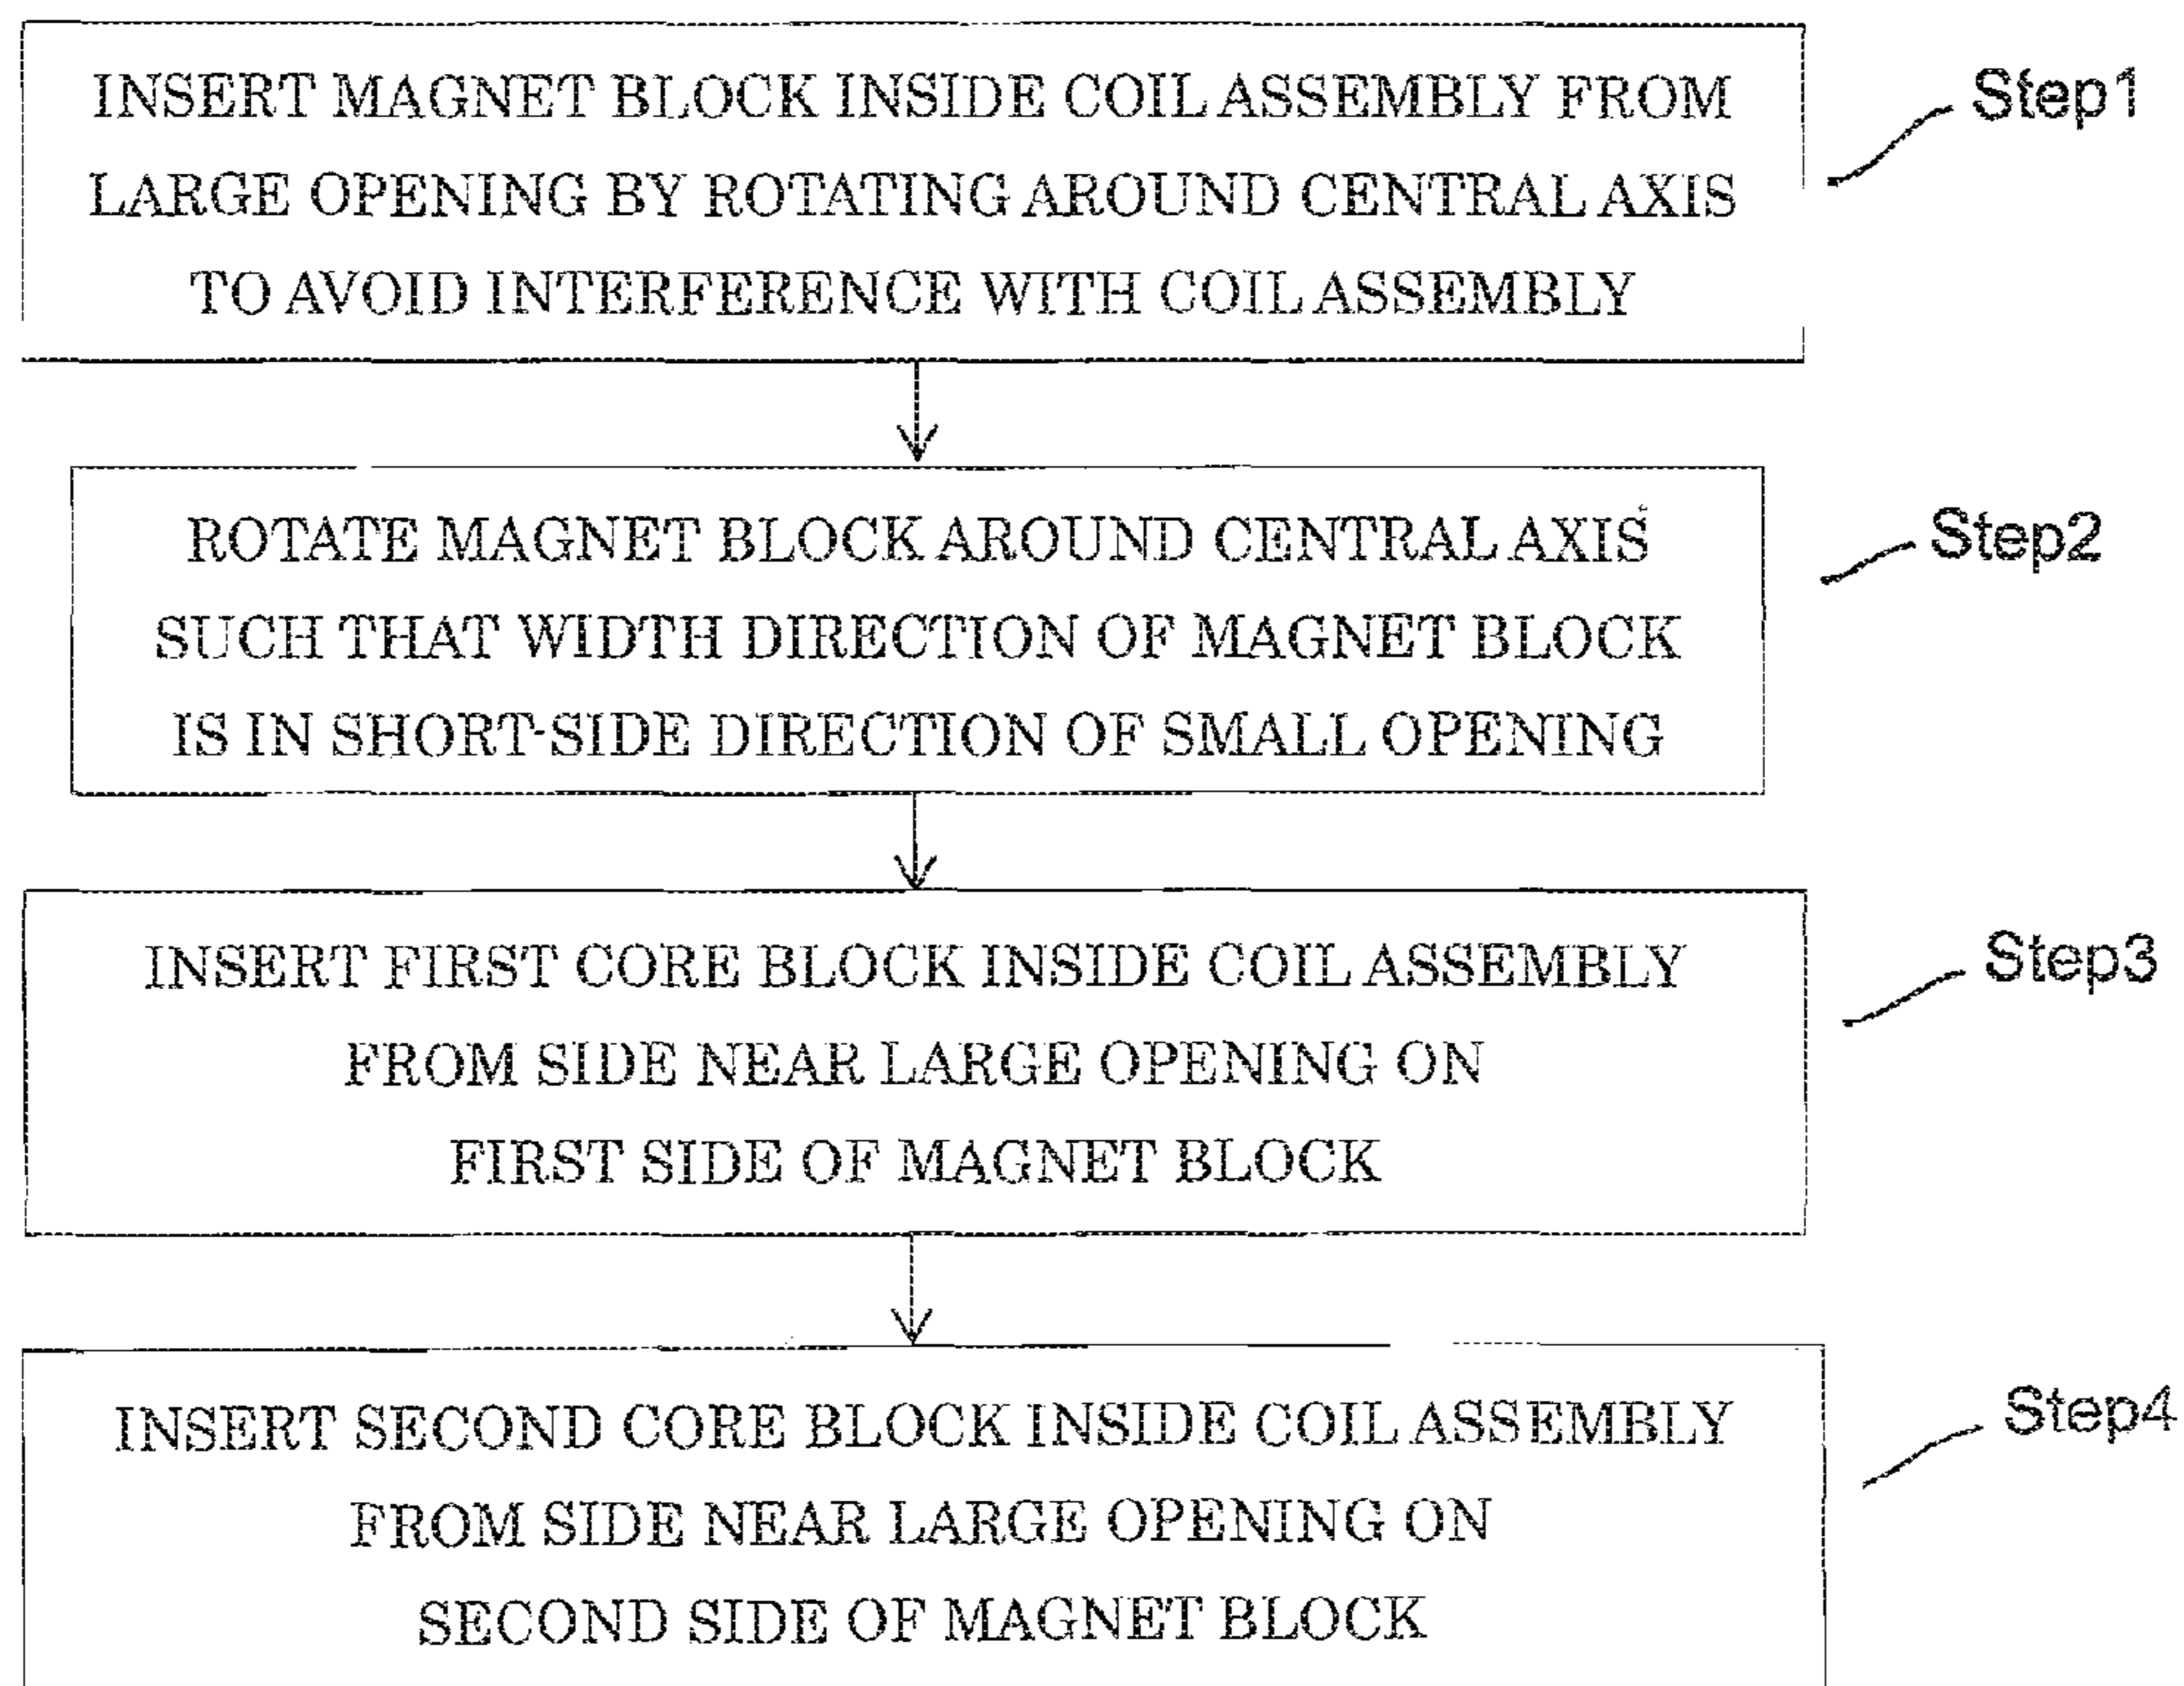 INSERT MAGNET BLOCK INSIDE COIL ASSEMBLY FROM
LARGE OPENING BY ROTATING AROUND CENTRAL AXIS
TO AVOID INTERFERENCE WITH COIL ASSEMBLY
Step1
ROTATE MAGNET BLOCK AROUND CENTRAL AXIS
SUCH THAT WIDTH DIRECTION OF MAGNET BLOCK
IS IN SHORT-SIDE DIRECTION OF SMALL OPENING
Step2
INSERT FIRST CORE BLOCK INSIDE COIL ASSEMBLY
FROM SIDE NEAR LARGE OPENING ON
FIRST SIDE OF MAGNET BLOCK
Step3
INSERT SECOND CORE BLOCK INSIDE COIL ASSEMBLY
FROM SIDE NEAR LARGE OPENING ON
SECOND SIDE OF MAGNET BLOCK
Step4